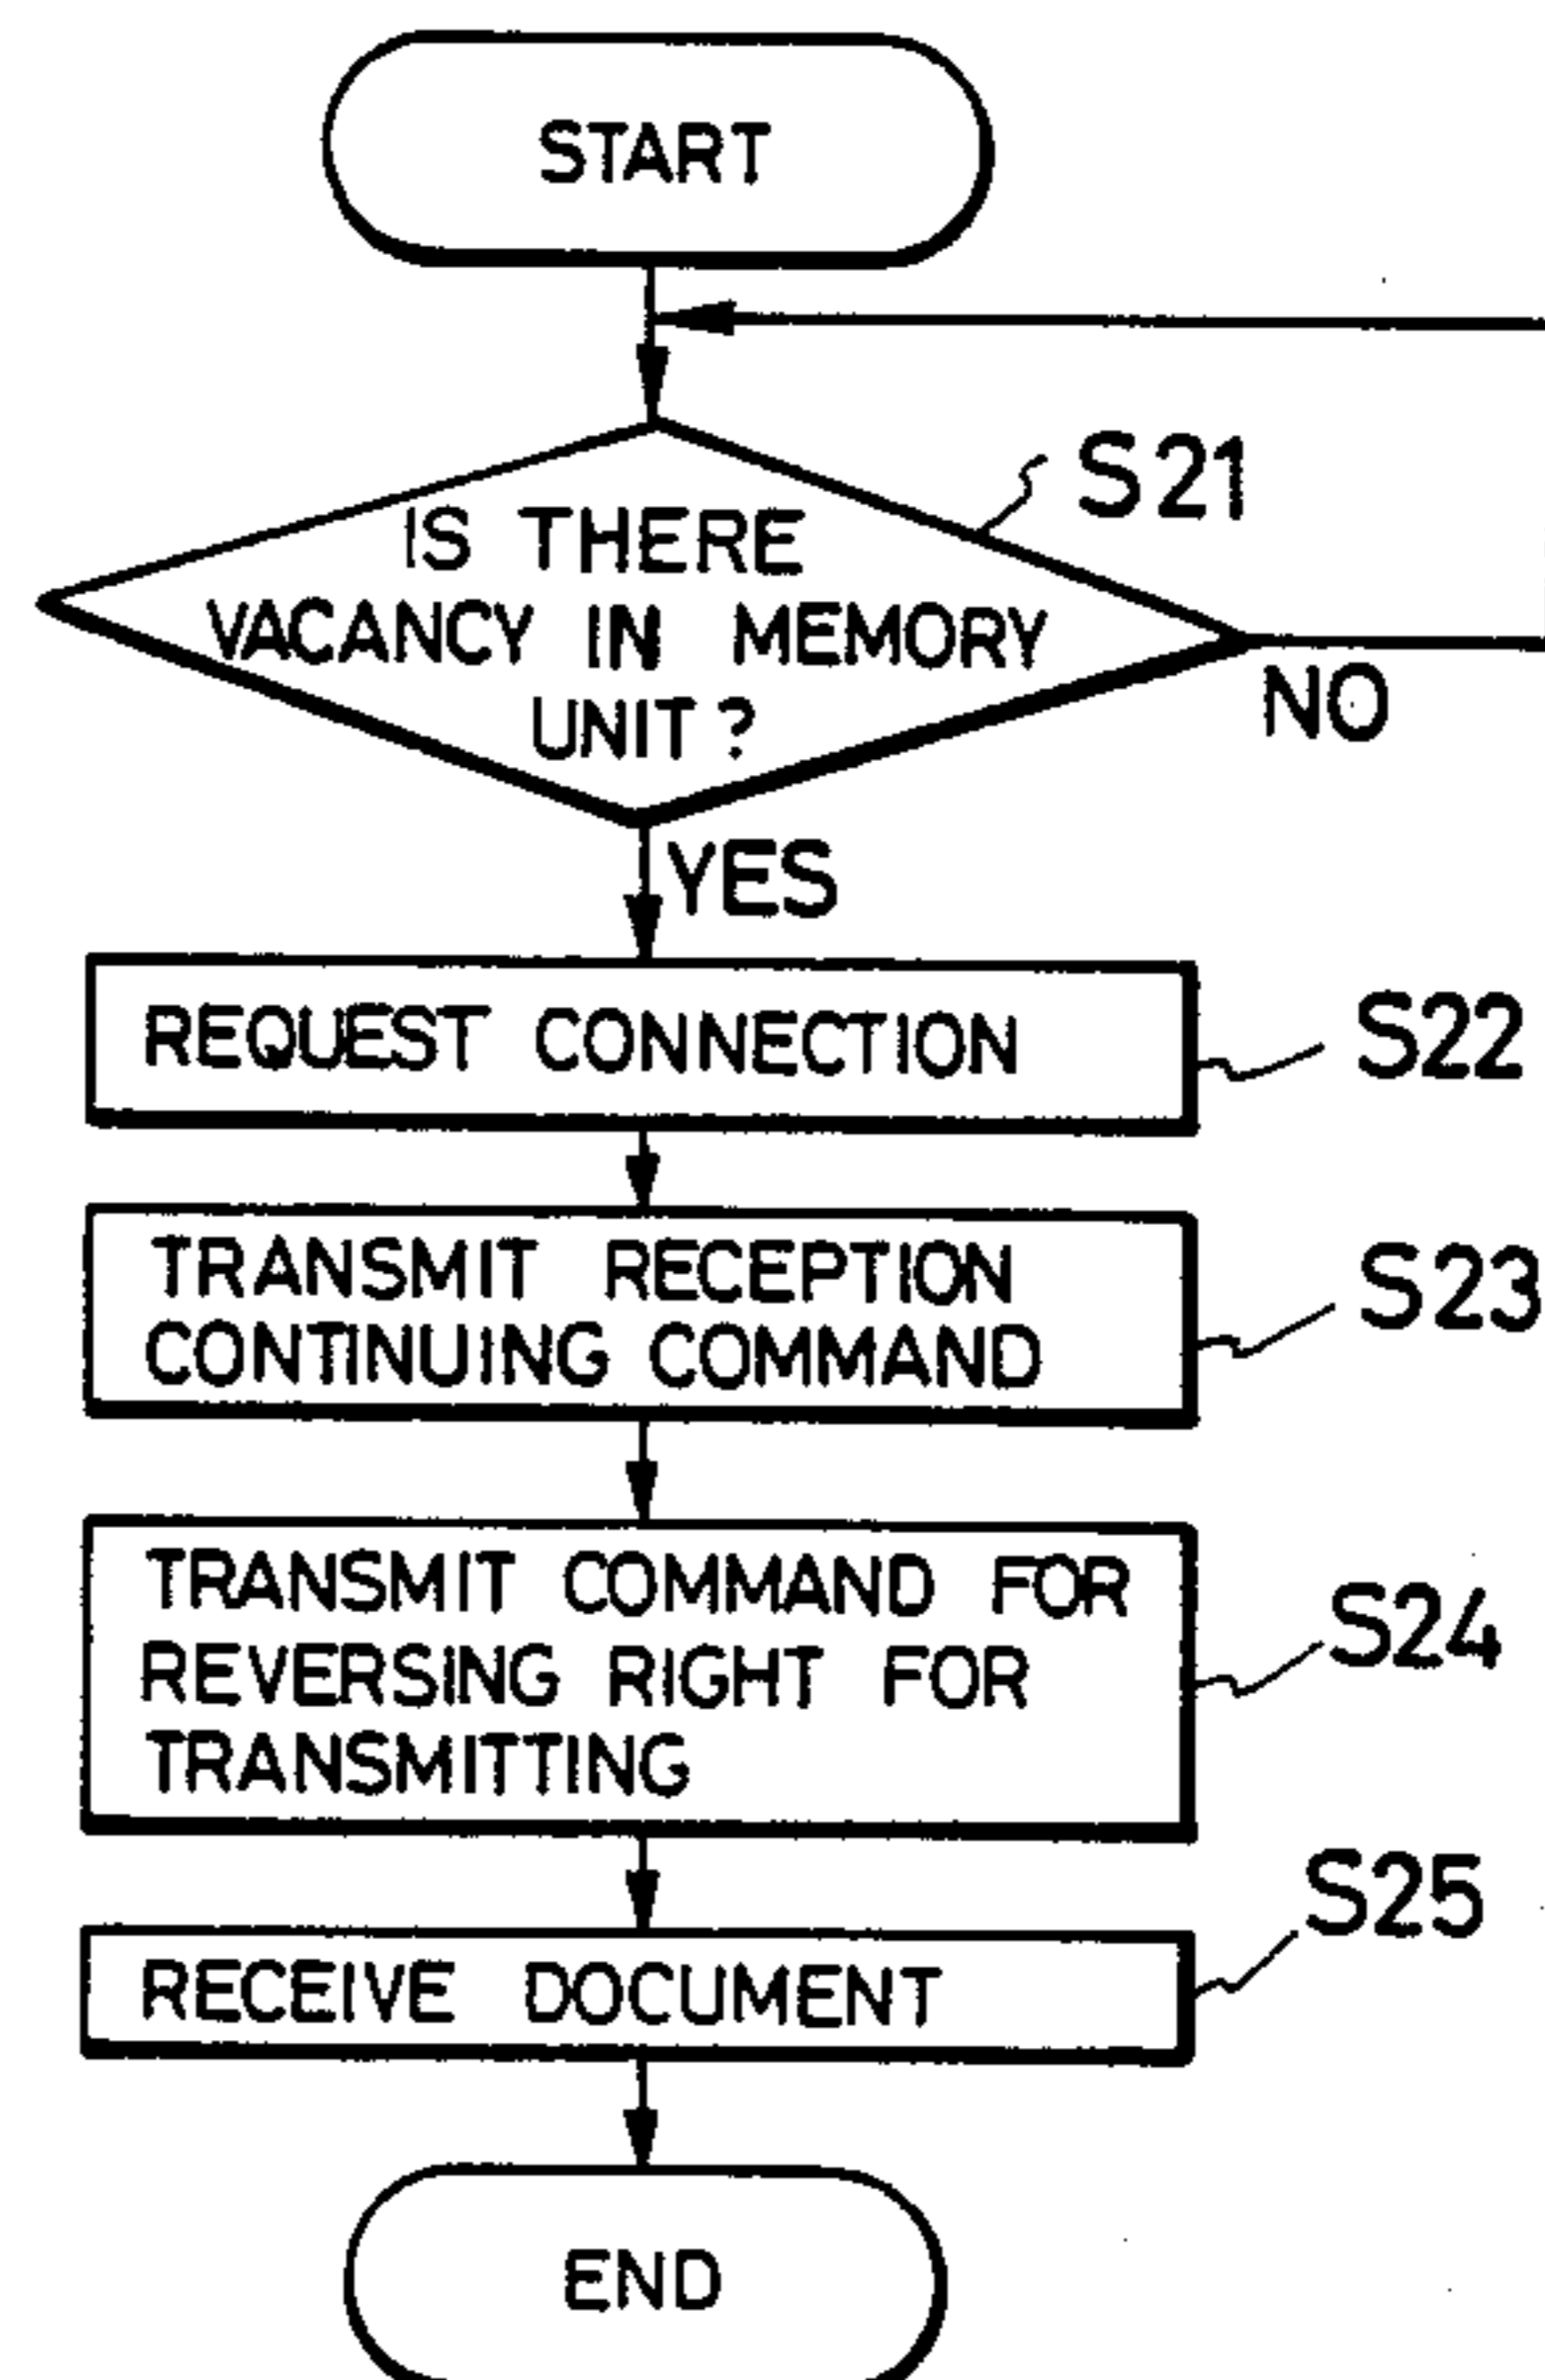 START
S21
IS THERE
VACANCY IN MEMORY
UNIT?
NO
YES
REQUEST CONNECTION
S22
TRANSMIT RECEPTION
CONTINUING COMMAND
S23
TRANSMIT COMMAND FOR
REVERSING RIGHT FOR
TRANSMITTING
S24
RECEIVE DOCUMENT
S25
END